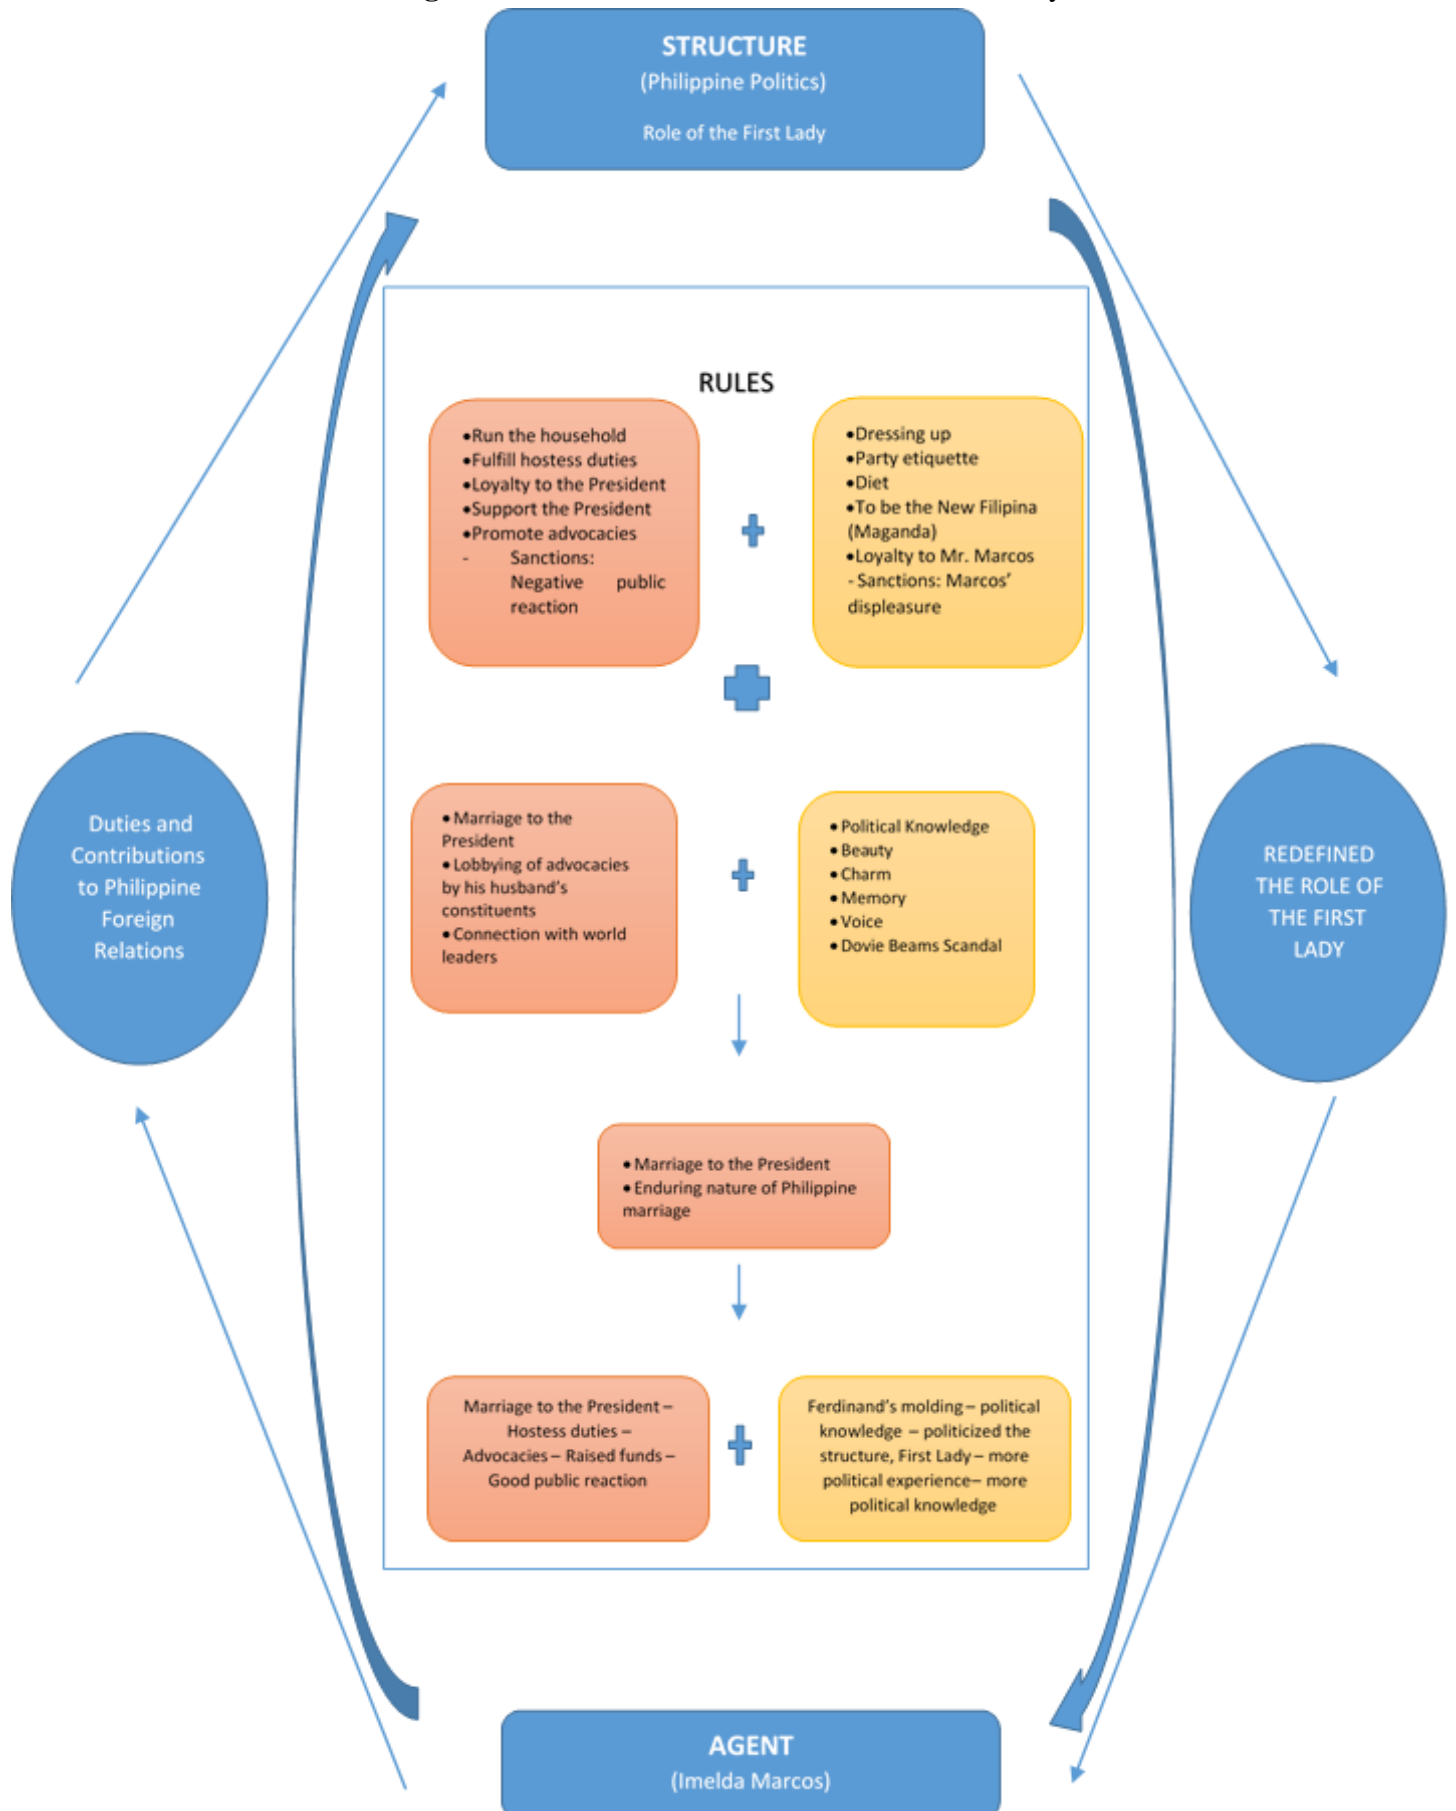 STRUCTURE
(Philippine Politics)
Role of the First Lady
RULES
•Run the household
•Fulfill hostess duties
•Loyalty to the President
•Support the President
•Promote advocacies
- Sanctions:
Negative public
reaction
•Dressing up
•Party etiquette
•Diet
•To be the New Filipina
(Maganda)
•Loyalty to Mr. Marcos
- Sanctions: Marcos’
displeasure
• Marriage to the
President
• Lobbying of advocacies
by his husband’s
constituents
• Connection with world
leaders
• Political Knowledge
• Beauty
• Charm
• Memory
• Voice
• Dovie Beams Scandal
Duties and
Contributions
to Philippine
Foreign
Relations
REDEFINED
THE ROLE OF
THE FIRST
LADY
• Marriage to the President
• Enduring nature of Philippine
marriage
Marriage to the President –
Hostess duties –
Advocacies – Raised funds –
Good public reaction
Ferdinand’s molding – political
knowledge – politicized the
structure, First Lady – more
political experience– more
political knowledge
AGENT
(Imelda Marcos)